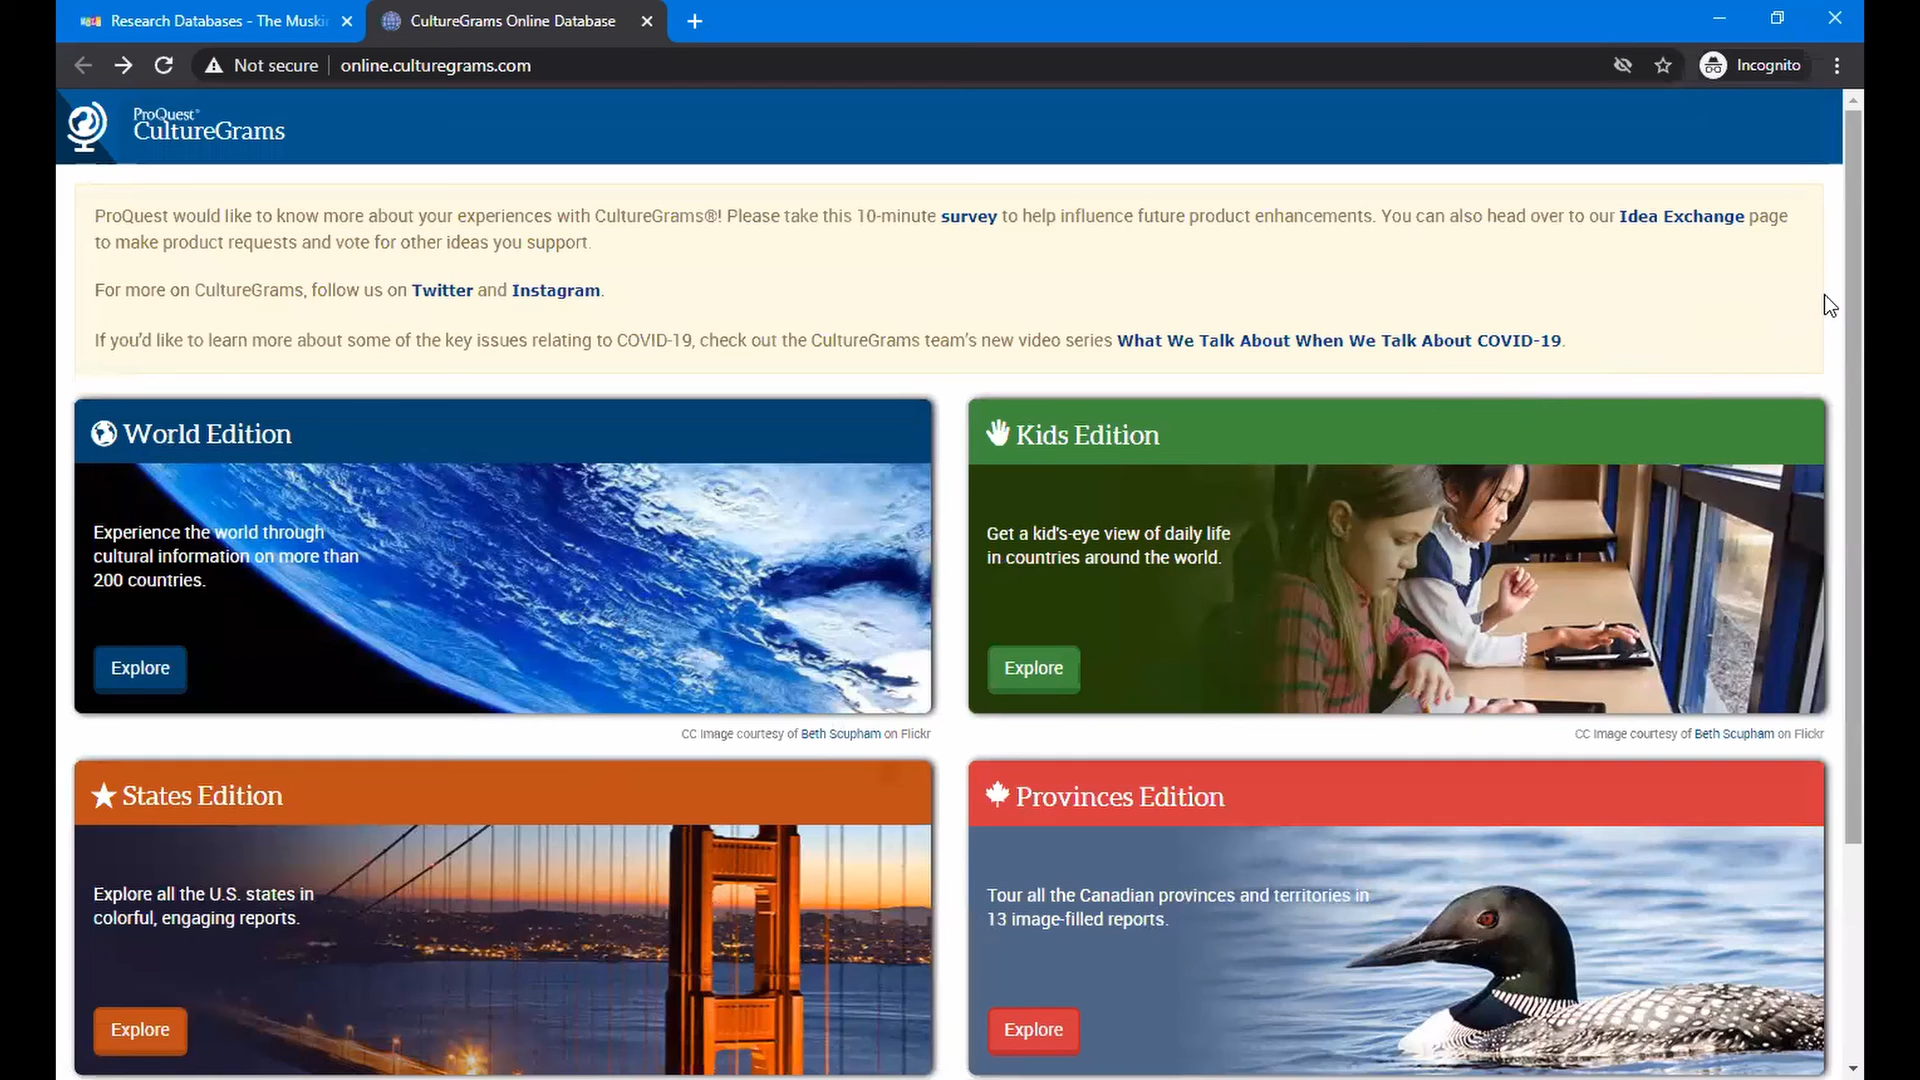 Research Databases - The Muski
CultureGrams Online Database
Not secure
online.culturegrams.com
Incognito
ProQuest
CultureGrams
ProQuest would like to know more about your experiences with CultureGrams®! Please take this 10-minute survey to help influence future product enhancements. You can also head over to our Idea Exchange page
to make product requests and vote for other ideas you support.
For more on CultureGrams, follow us on Twitter and Instagram.
If you'd like to learn more about some of the key issues relating to COVID-19, check out the CultureGrams team's new video series What We Talk About When We Talk About COVID-19.
World Edition
Experience the world through
cultural information on more than
200 countries.
Explore
CC Image courtesy of Beth Scupham on Flickr
Kids Edition
Get a kid's-eye view of daily life
in countries around the world.
Explore
CC Image courtesy of Beth Scupham on Flickr
States Edition
Explore all the U.S. states in
colorful, engaging reports.
Explore
Provinces Edition
Tour all the Canadian provinces and territories in
13 image-filled reports.
Explore